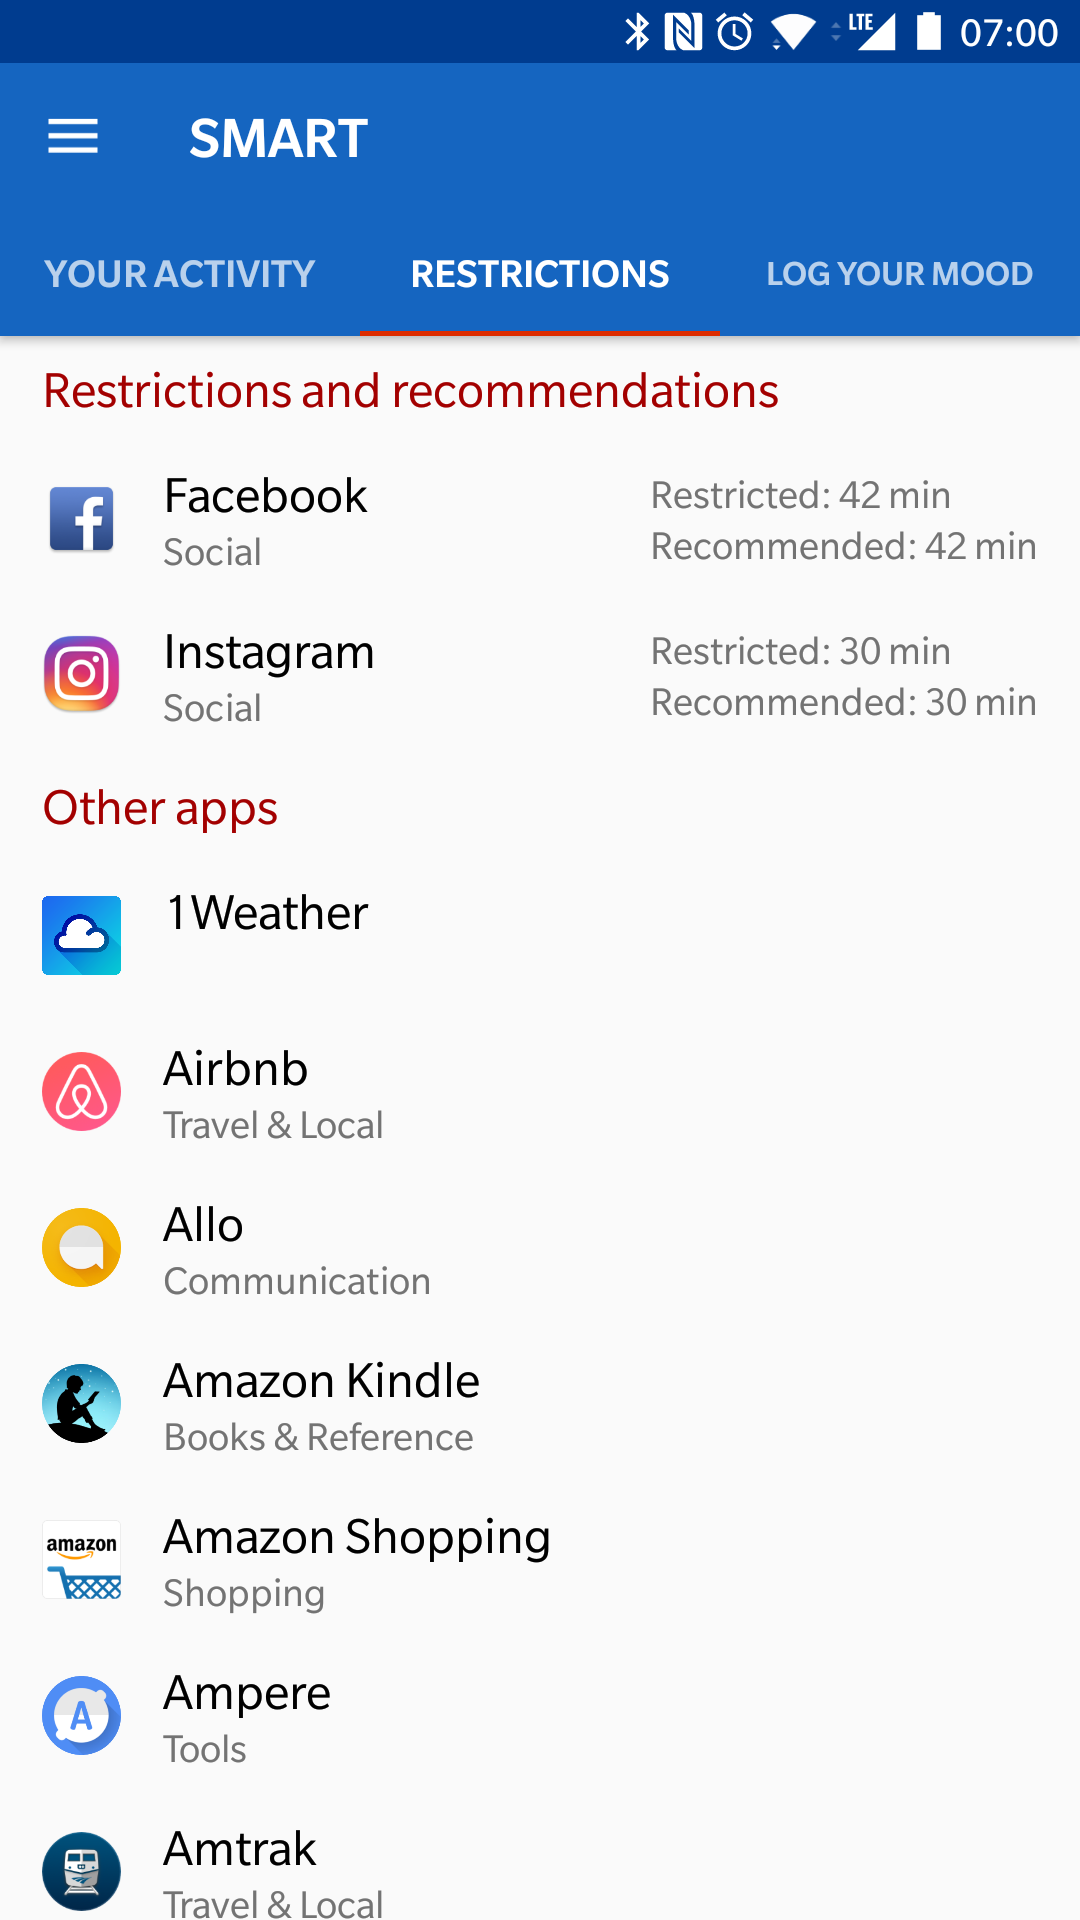 LTE 07:00
SMART
YOUR ACTIVITY RESTRICTIONS LOG YOUR MOOD
Restrictions and recommendations
Facebook Restricted: 42 min
Social Recommended: 42 min
Instagram Restricted: 30 min
Social Recommended: 30 min
Other apps
1Weather
Airbnb
Travel & Local
Allo
Communication
Amazon Kindle
Books & Reference
amazon
Amazon Shopping
Shopping
A
Ampere
Tools
Amtrak
Travel & Local